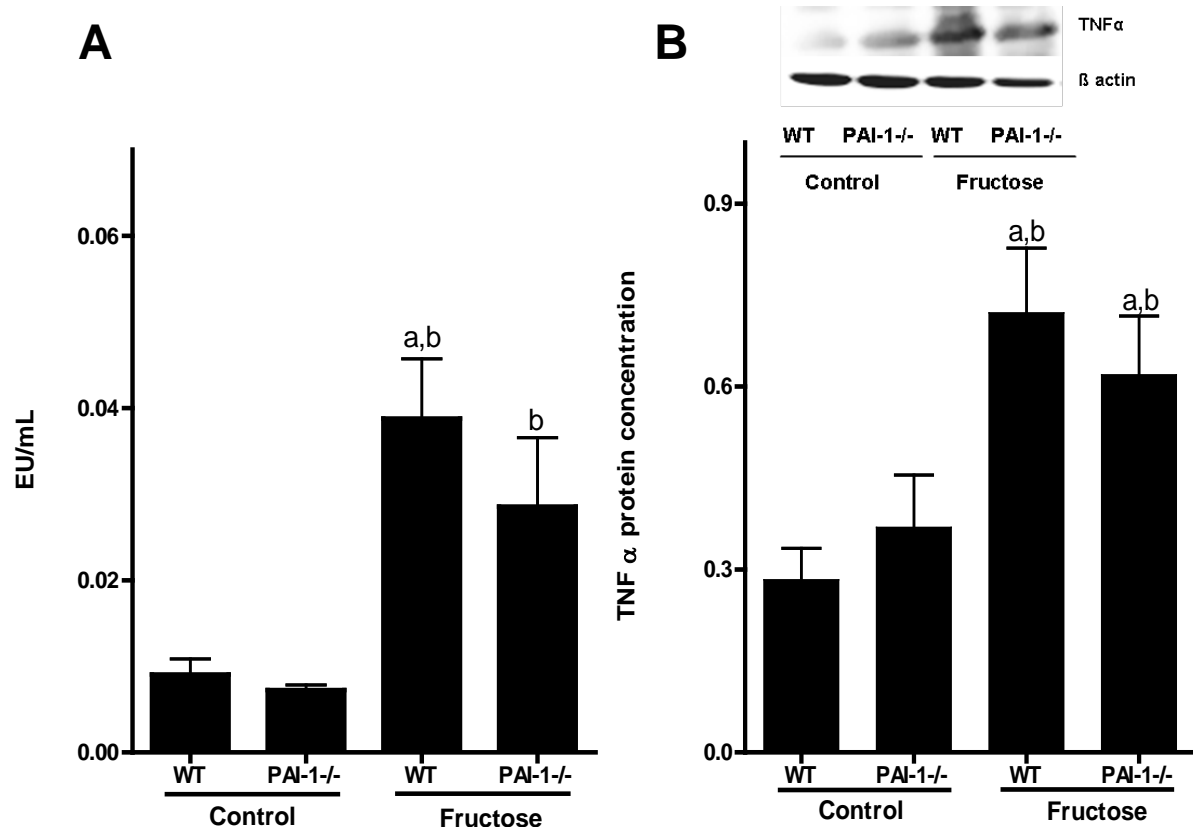 A
EU/mL
0.06
0.04
0.02
0.00
a,b
b
WT PAI-1-/- WT PAI-1-/-
Control Fructose
B
TNFα
ß actin
WT PAI-1-/- WT PAI-1-/-
Control Fructose
TNF α protein concentration
0.9
0.6
0.3
0.0
a,b
a,b
WT PAI-1-/- WT PAI-1-/-
Control Fructose